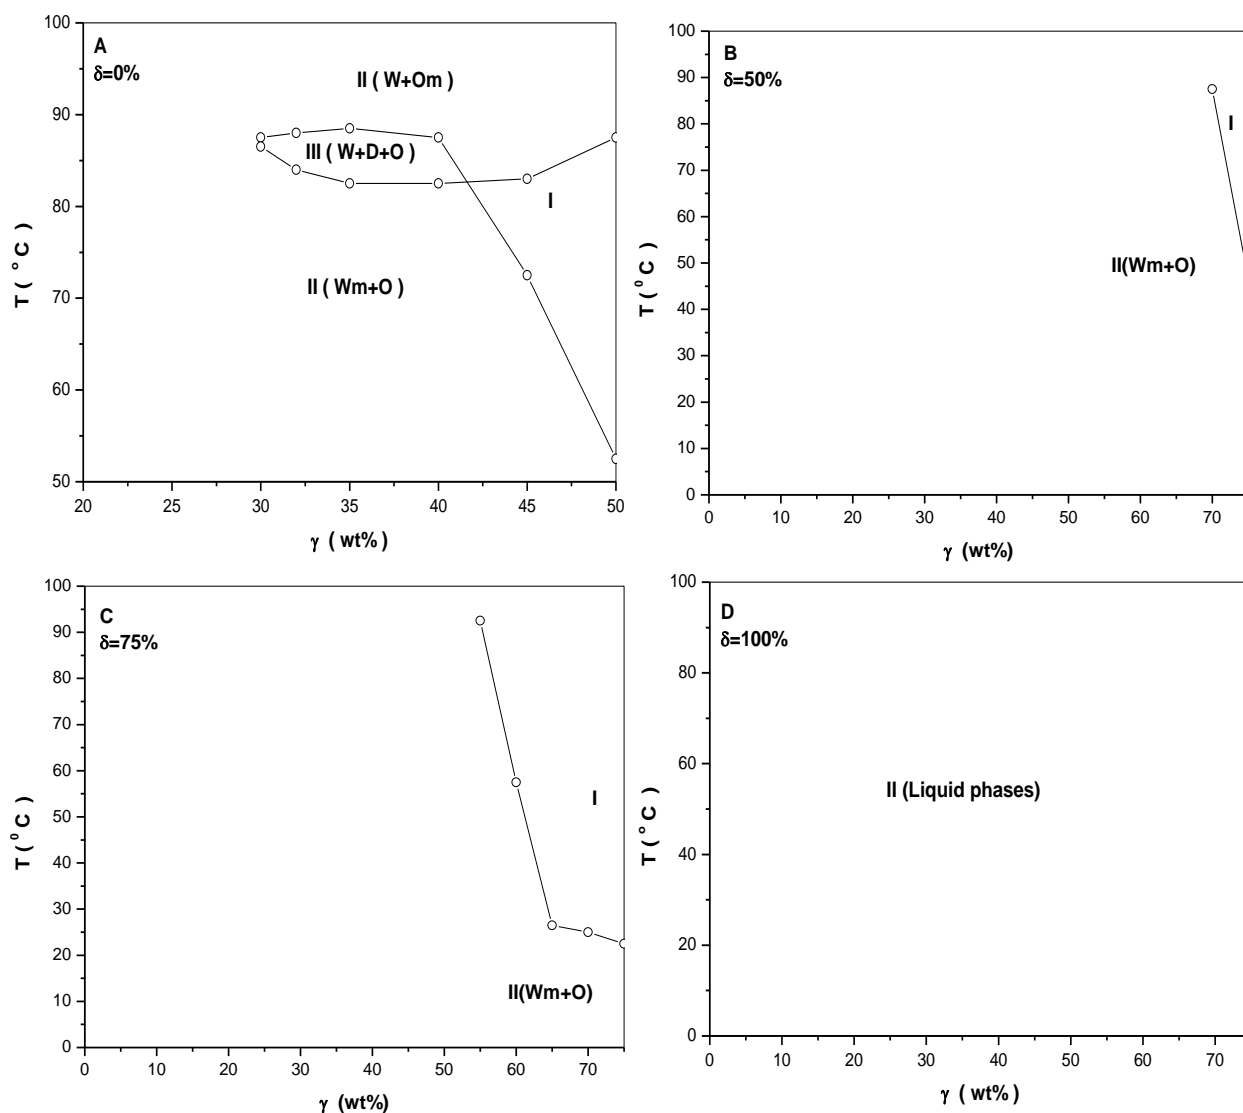 A
δ=0%
II ( W+Om )
III ( W+D+O )
I
II ( Wm+O )
100
90
80
70
60
50
20
25
30
35
40
45
50
T ( °C )
γ ( wt% )
B
δ=50%
I
II(Wm+O)
100
90
80
70
60
50
40
30
20
10
0
0
10
20
30
40
50
60
70
T ( ⁰C )
γ (wt%)
C
δ=75%
I
II(Wm+O)
100
90
80
70
60
50
40
30
20
10
0
0
10
20
30
40
50
60
70
T ( ⁰C )
γ (wt%)
D
δ=100%
II (Liquid phases)
100
80
60
40
20
0
0
10
20
30
40
50
60
70
T ( °C )
γ ( wt%)